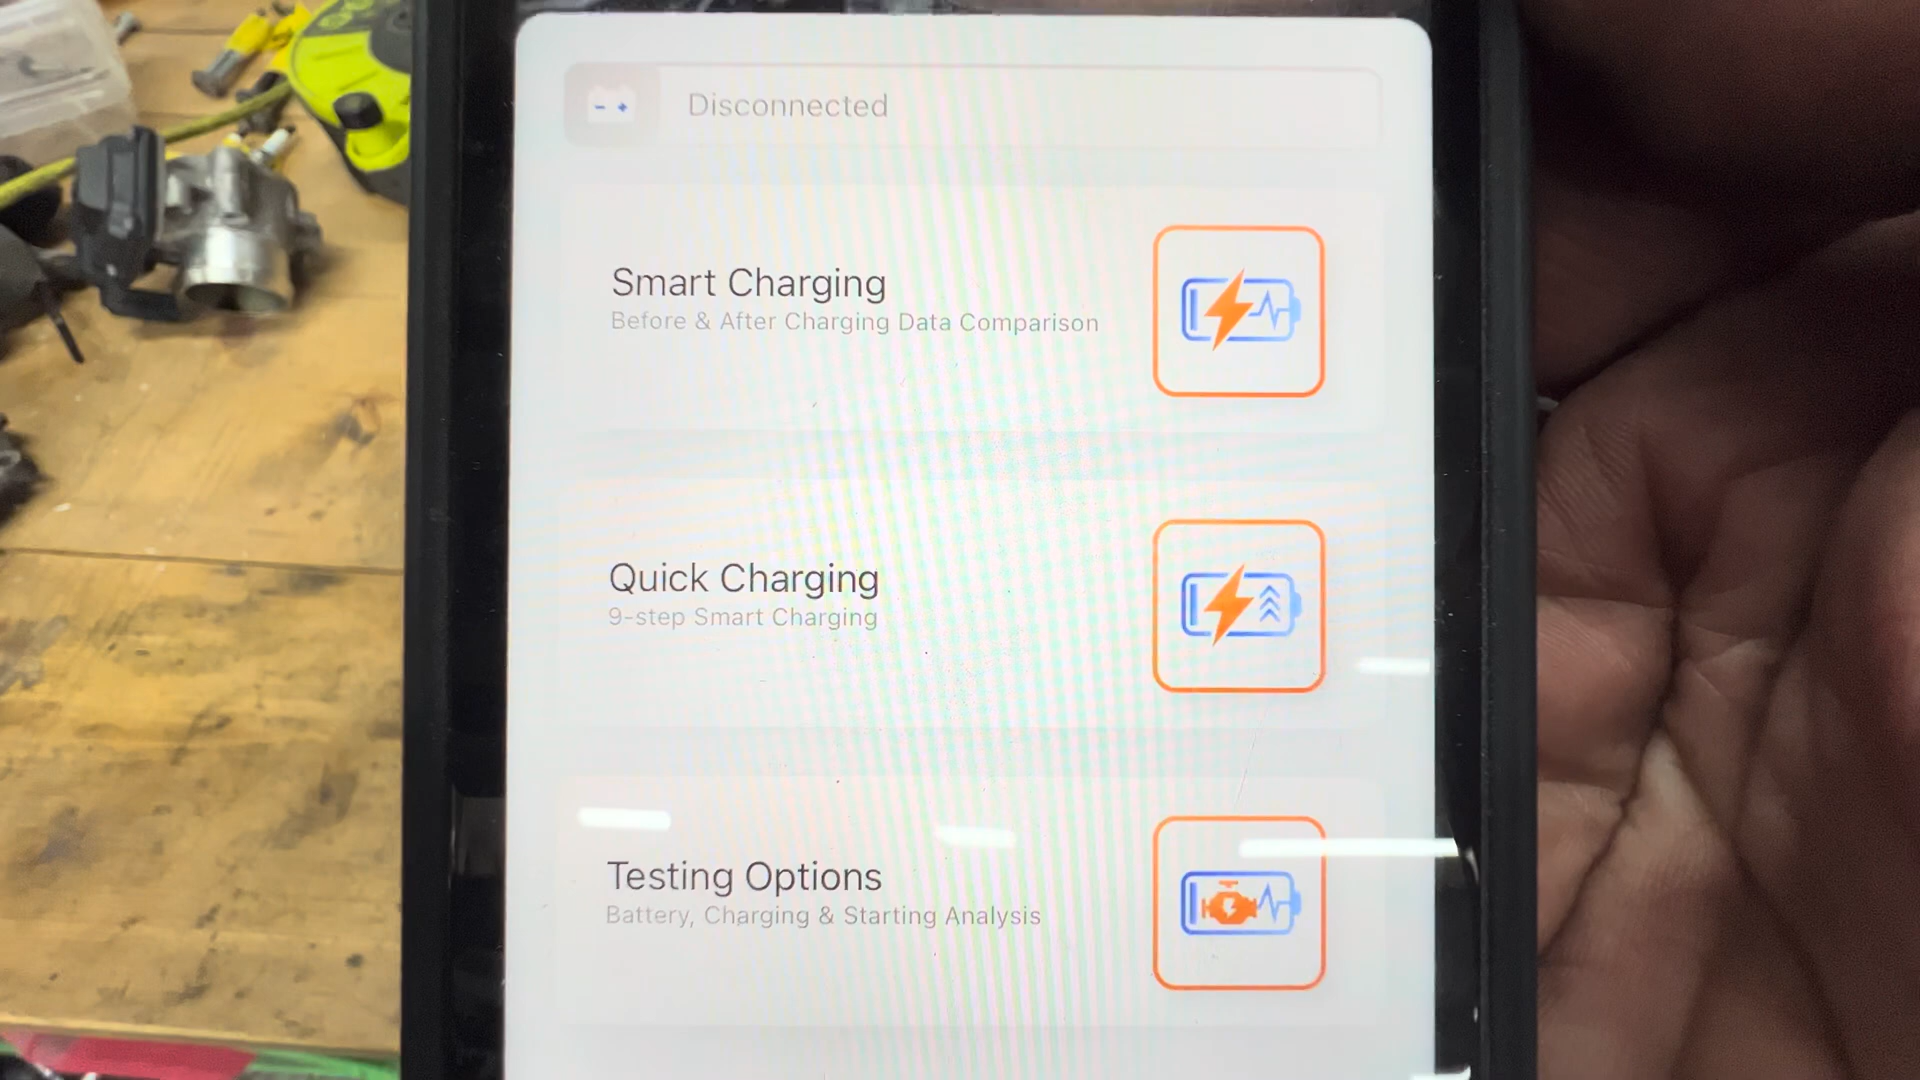 Disconnected
Smart Charging
Before & After Charging Data Comparison
Quick Charging
9-step Smart Charging
Testing Options
Battery, Charging & Starting Analysis